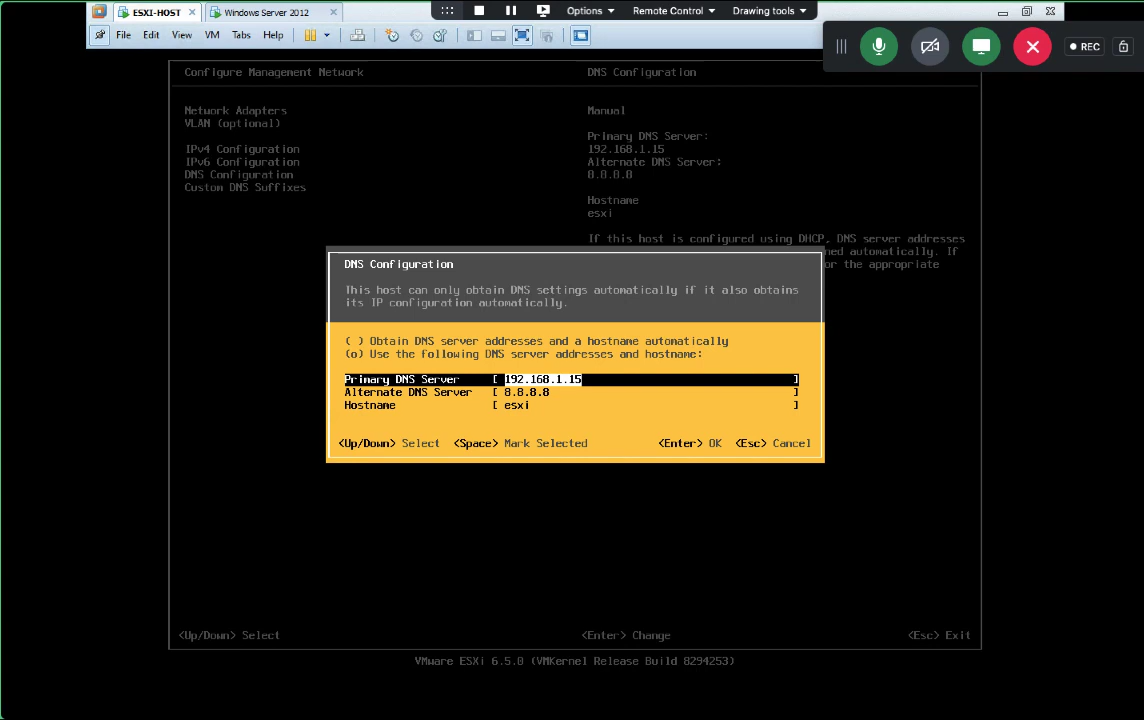 ESXI-HOST
Windows Server 2012
Options
Remote Control
Drawing tools
File Edit View VM Tabs Help
REC
Configure Management Network
DNS Configuration
Network Adapters
VLAN (optional)
IPv4 Configuration
IPv6 Configuration
DNS Configuration
Custom DNS Suffixes
Manual
Primary DNS Server:
192.168.1.15
Alternate DNS Server:
8.8.8.8
Hostname
esxi
If this host is configured using DHCP, DNS server addresses
ned automatically. If
or the appropriate
DNS Configuration
This host can only obtain DNS settings automatically if it also obtains
its IP configuration automatically.
( ) Obtain DNS server addresses and a hostname automatically
(o) Use the following DNS server addresses and hostname:
Primary DNS Server [ 192.168.1.15 ]
Alternate DNS Server [ 8.8.8.8 ]
Hostname [ esxi ]
<Up/Down> Select <Space> Mark Selected <Enter> OK <Esc> Cancel
<Up/Down> Select <Enter> Change <Esc> Exit
VMware ESXi 6.5.0 (VMKernel Release Build 8294253)